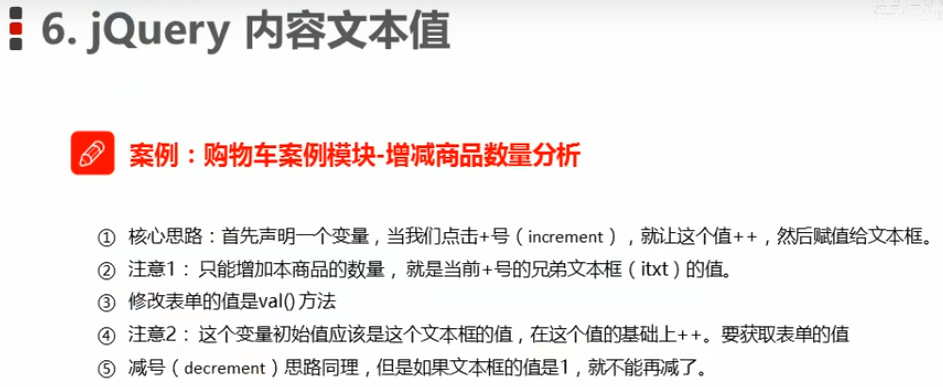 6. jQuery 内容文本值
案例：购物车案例模块-增减商品数量分析
① 核心思路：首先声明一个变量，当我们点击+号（increment），就让这个值++，然后赋值给文本框。
② 注意1： 只能增加本商品的数量， 就是当前+号的兄弟文本框（itxt）的值。
③ 修改表单的值是val() 方法
④ 注意2： 这个变量初始值应该是这个文本框的值，在这个值的基础上++。要获取表单的值
⑤ 减号（decrement）思路同理，但是如果文本框的值是1，就不能再减了。